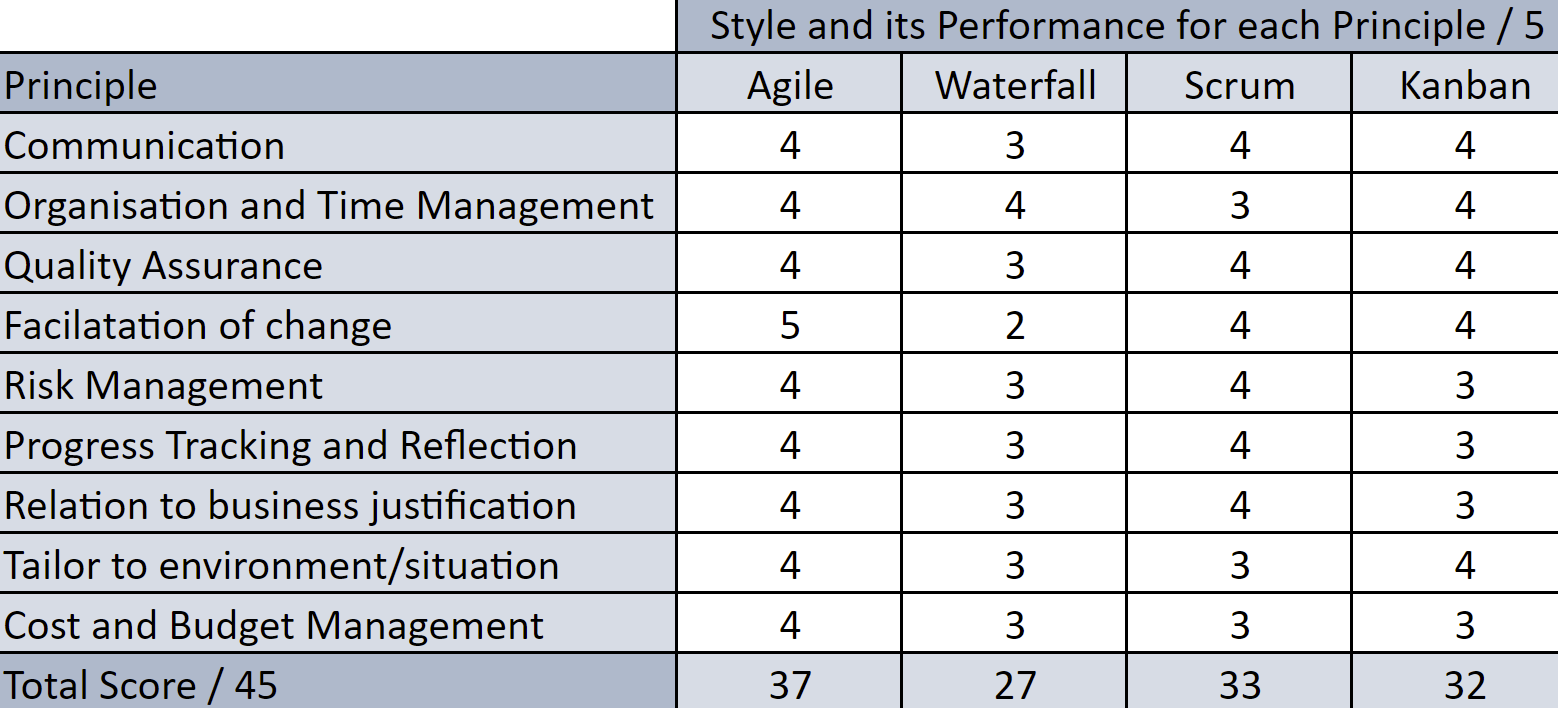 Style and its Performance for each Principle / 5
Principle Agile Waterfall Scrum Kanban
Communication 4 3 4 4
Organisation and Time Management 4 4 3 4
Quality Assurance 4 3 4 4
Facilatation of change 5 2 4 4
Risk Management 4 3 4 3
Progress Tracking and Reflection 4 3 4 3
Relation to business justification 4 3 4 3
Tailor to environment/situation 4 3 3 4
Cost and Budget Management 4 3 3 3
Total Score / 45 37 27 33 32